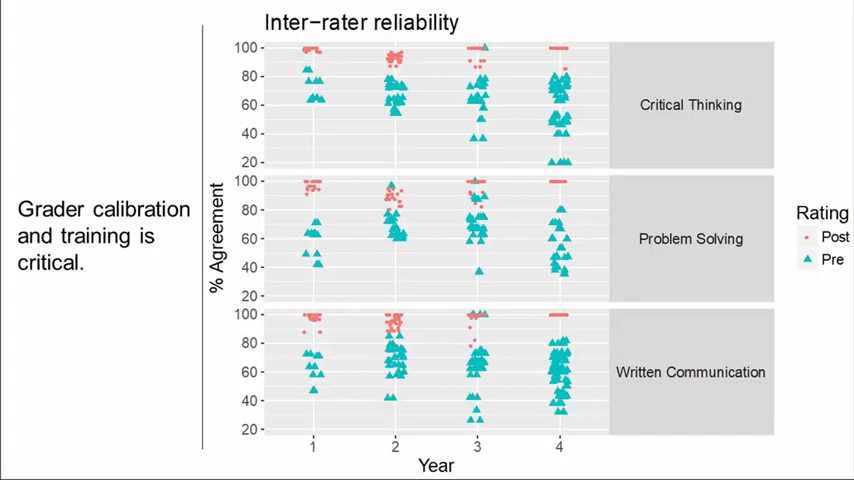 Inter-rater reliability
Grader calibration
and training is
critical.
% Agreement
100
80
60
40
20
Critical Thinking
100
80
60
40
20
Problem Solving
100
80
60
40
20
Written Communication
1 2 3 4
Year
Rating
Post
Pre